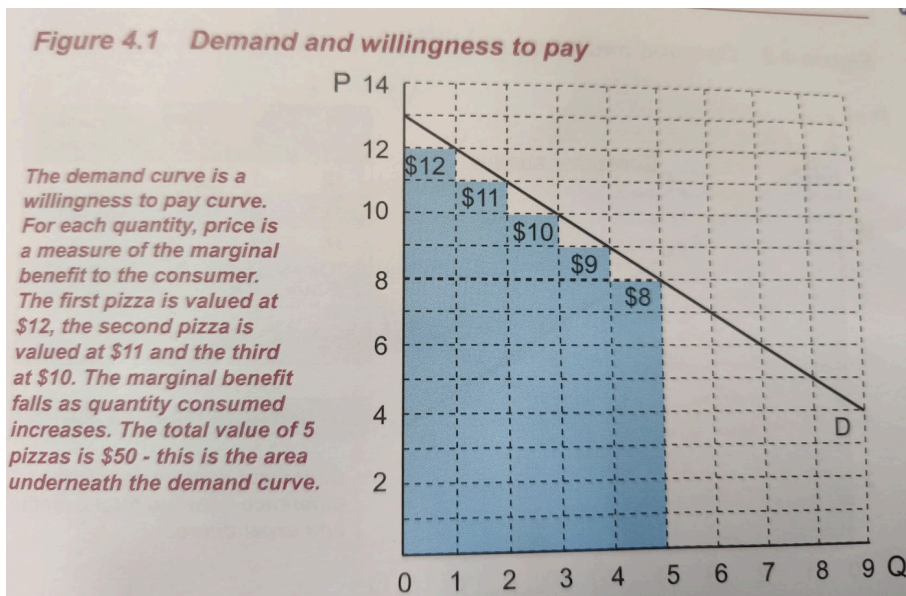 Figure 4.1 Demand and willingness to pay
P 14
The demand curve is a
willingness to pay curve.
For each quantity, price is
a measure of the marginal
benefit to the consumer.
The first pizza is valued at
$12, the second pizza is
valued at $11 and the third
at $10. The marginal benefit
falls as quantity consumed
increases. The total value of 5
pizzas is $50 - this is the area
underneath the demand curve.
12
10
8
6
4
2
$12
$11
$10
$9
$8
D
0 1 2 3 4 5 6 7 8 9 Q